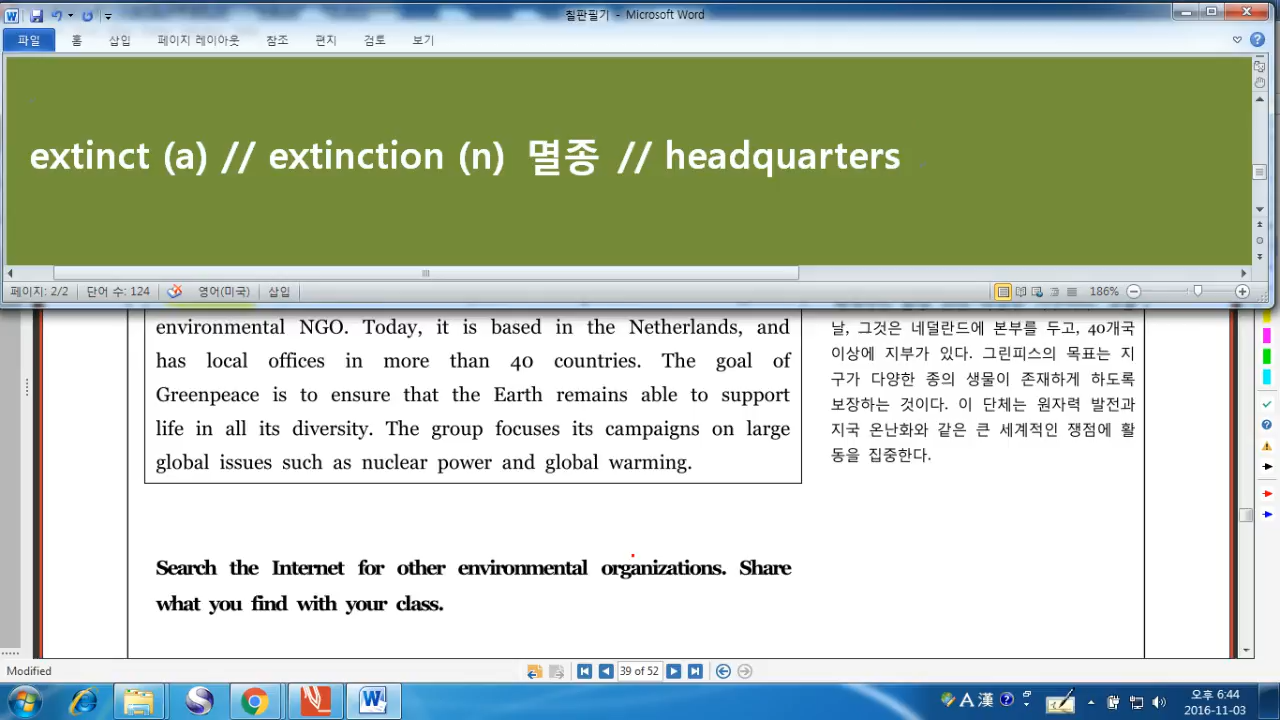 칠판필기 - Microsoft Word
파일 홈 삽입 페이지 레이아웃 참조 편지 검토 보기
extinct (a) // extinction (n) 멸종 // headquarters
페이지: 2/2 단어 수: 124 영어(미국) 삽입 186%
environmental NGO. Today, it is based in the Netherlands, and
has local offices in more than 40 countries. The goal of
Greenpeace is to ensure that the Earth remains able to support
life in all its diversity. The group focuses its campaigns on large
global issues such as nuclear power and global warming.
날, 그것은 네덜란드에 본부를 두고, 40개국
이상에 지부가 있다. 그린피스의 목표는 지
구가 다양한 종의 생물이 존재하게 하도록
보장하는 것이다. 이 단체는 원자력 발전과
지국 온난화와 같은 큰 세계적인 쟁점에 활
동을 집중한다.
Search the Internet for other environmental organizations. Share
what you find with your class.
Modified 39 of 52
A 漢 오후 6:44
2016-11-03